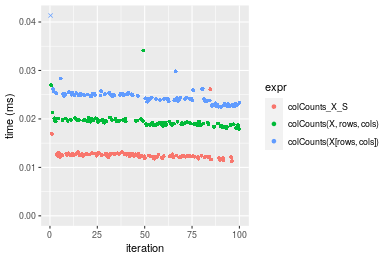 0.04
0.03
0.02
0.01
0.00
time (ms)
0
25
50
75
100
iteration
expr
colCounts_X_S
colCounts(X, rows, cols)
colCounts(X[rows, cols])